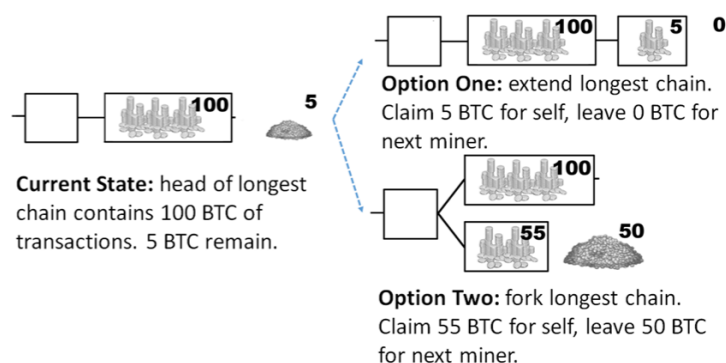 100
5
Current State: head of longest
chain contains 100 BTC of
transactions. 5 BTC remain.
100
5
0
Option One: extend longest chain.
Claim 5 BTC for self, leave 0 BTC for
next miner.
100
55
50
Option Two: fork longest chain.
Claim 55 BTC for self, leave 50 BTC
for next miner.